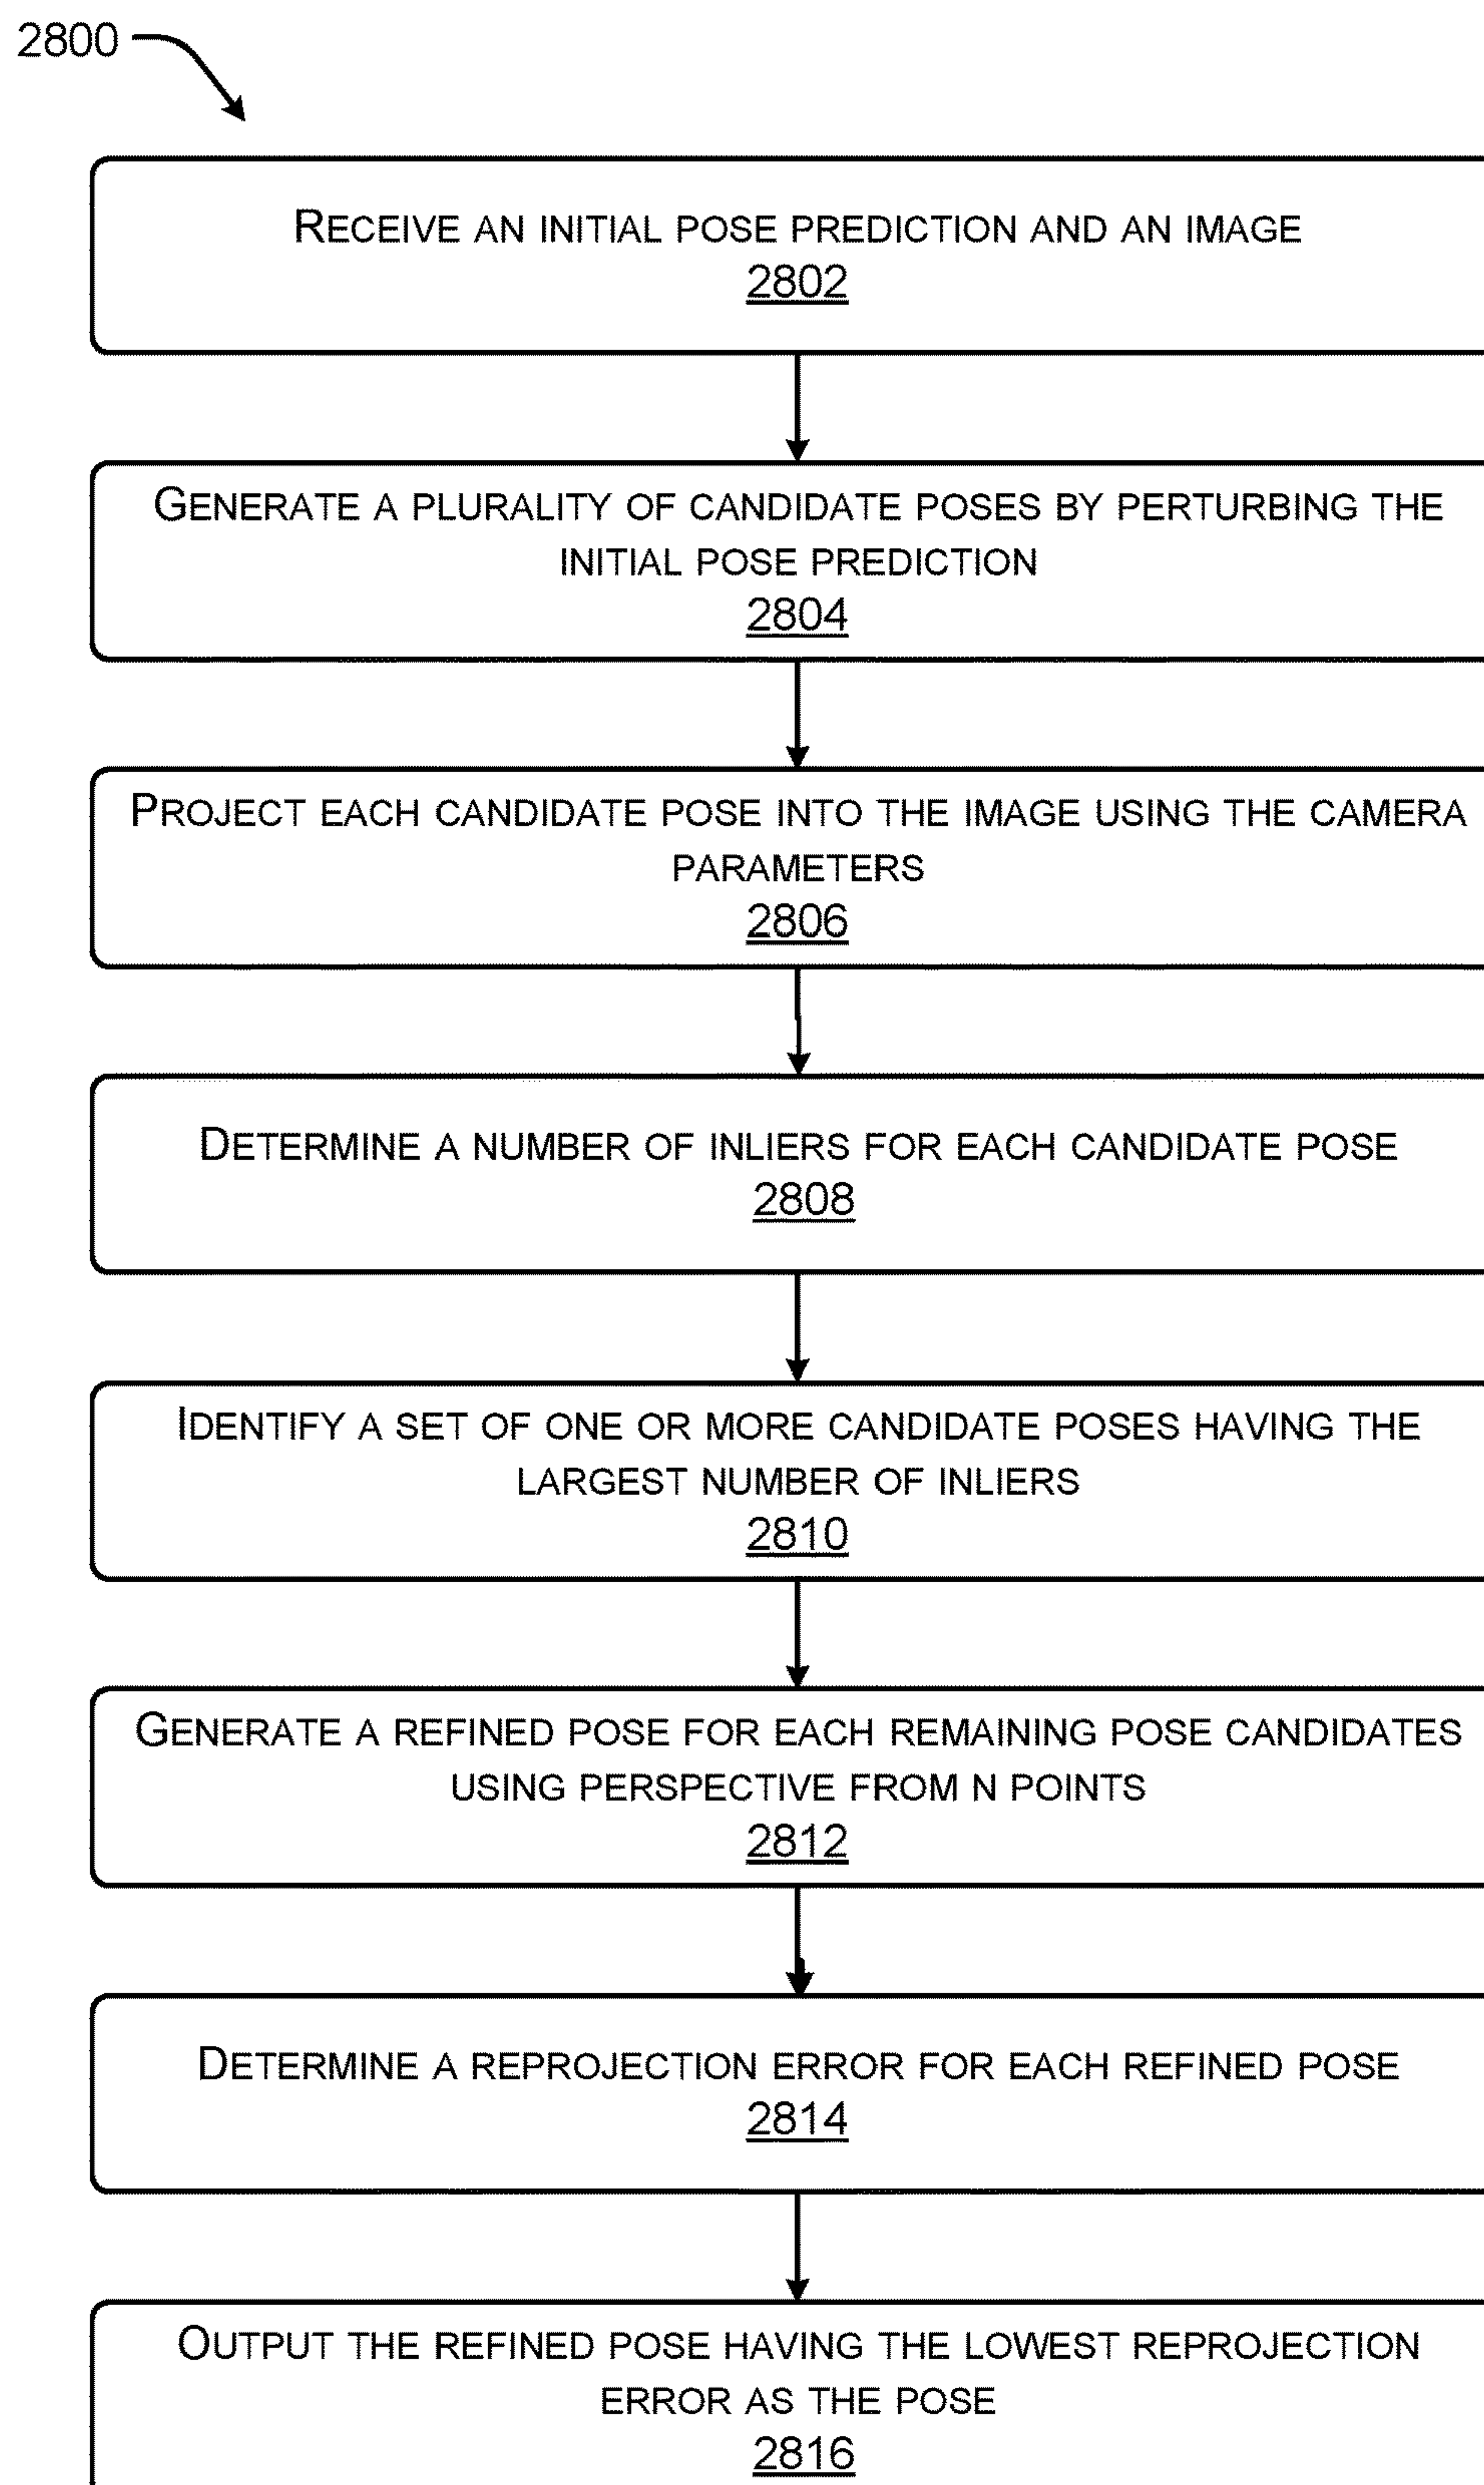 2800
RECEIVE AN INITIAL POSE PREDICTION AND AN IMAGE
2802
GENERATE A PLURALITY OF CANDIDATE POSES BY PERTURBING THE
INITIAL POSE PREDICTION
2804
PROJECT EACH CANDIDATE POSE INTO THE IMAGE USING THE CAMERA
PARAMETERS
2806
DETERMINE A NUMBER OF INLIERS FOR EACH CANDIDATE POSE
2808
IDENTIFY A SET OF ONE OR MORE CANDIDATE POSES HAVING THE
LARGEST NUMBER OF INLIERS
2810
GENERATE A REFINED POSE FOR EACH REMAINING POSE CANDIDATES
USING PERSPECTIVE FROM N POINTS
2812
DETERMINE A REPROJECTION ERROR FOR EACH REFINED POSE
2814
OUTPUT THE REFINED POSE HAVING THE LOWEST REPROJECTION
ERROR AS THE POSE
2816